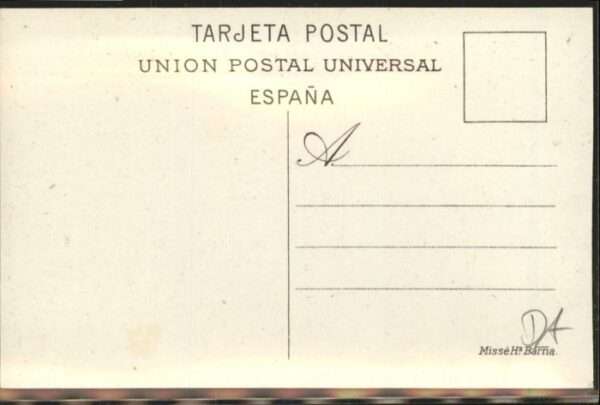 TARJETA POSTAL
UNION POSTAL UNIVERSAL
ESPAÑA
A
DA
Missé Hs. Barna.